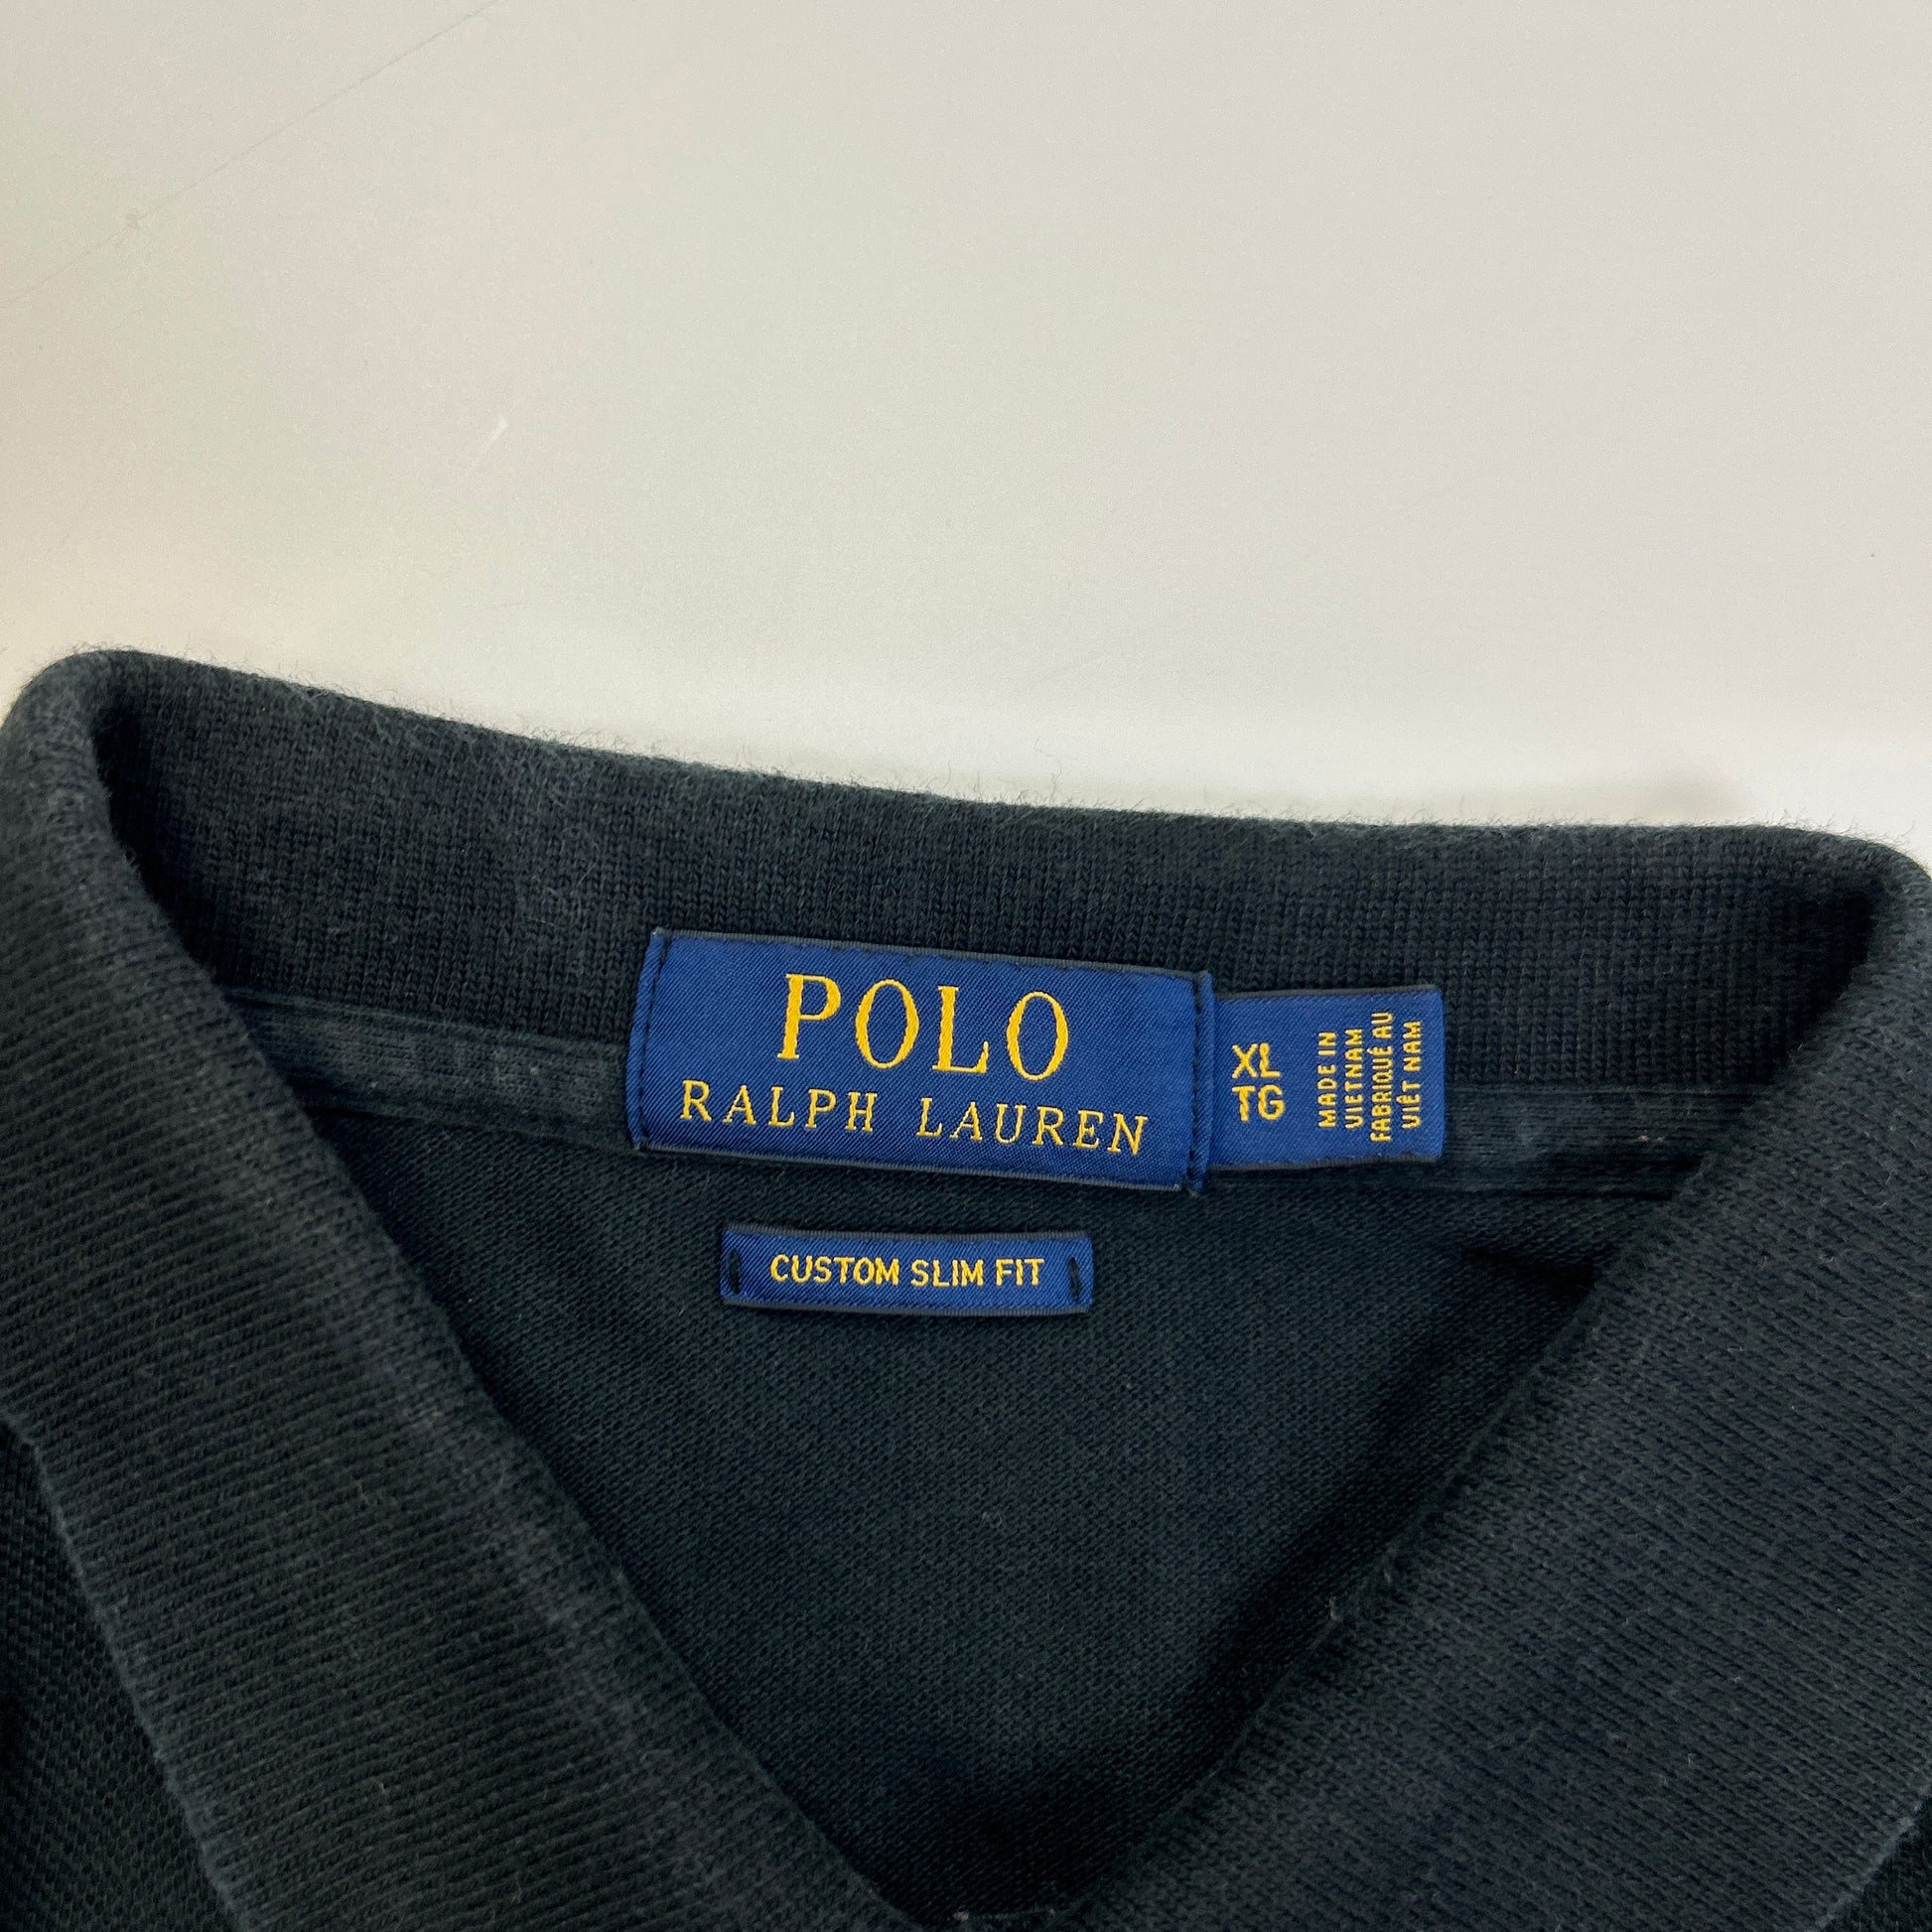 POLO
RALPH LAUREN
XL
TG
MADE IN
VIETNAM
FABRIQUÉ AU
VIÊT NAM
CUSTOM SLIM FIT